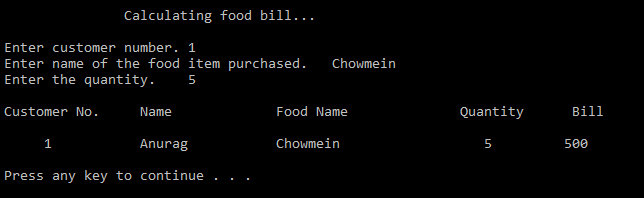 Calculating food bill...
Enter customer number. 1
Enter name of the food item purchased. Chowmein
Enter the quantity. 5
Customer No. Name Food Name Quantity Bill
1 Anurag Chowmein 5 500
Press any key to continue . . .